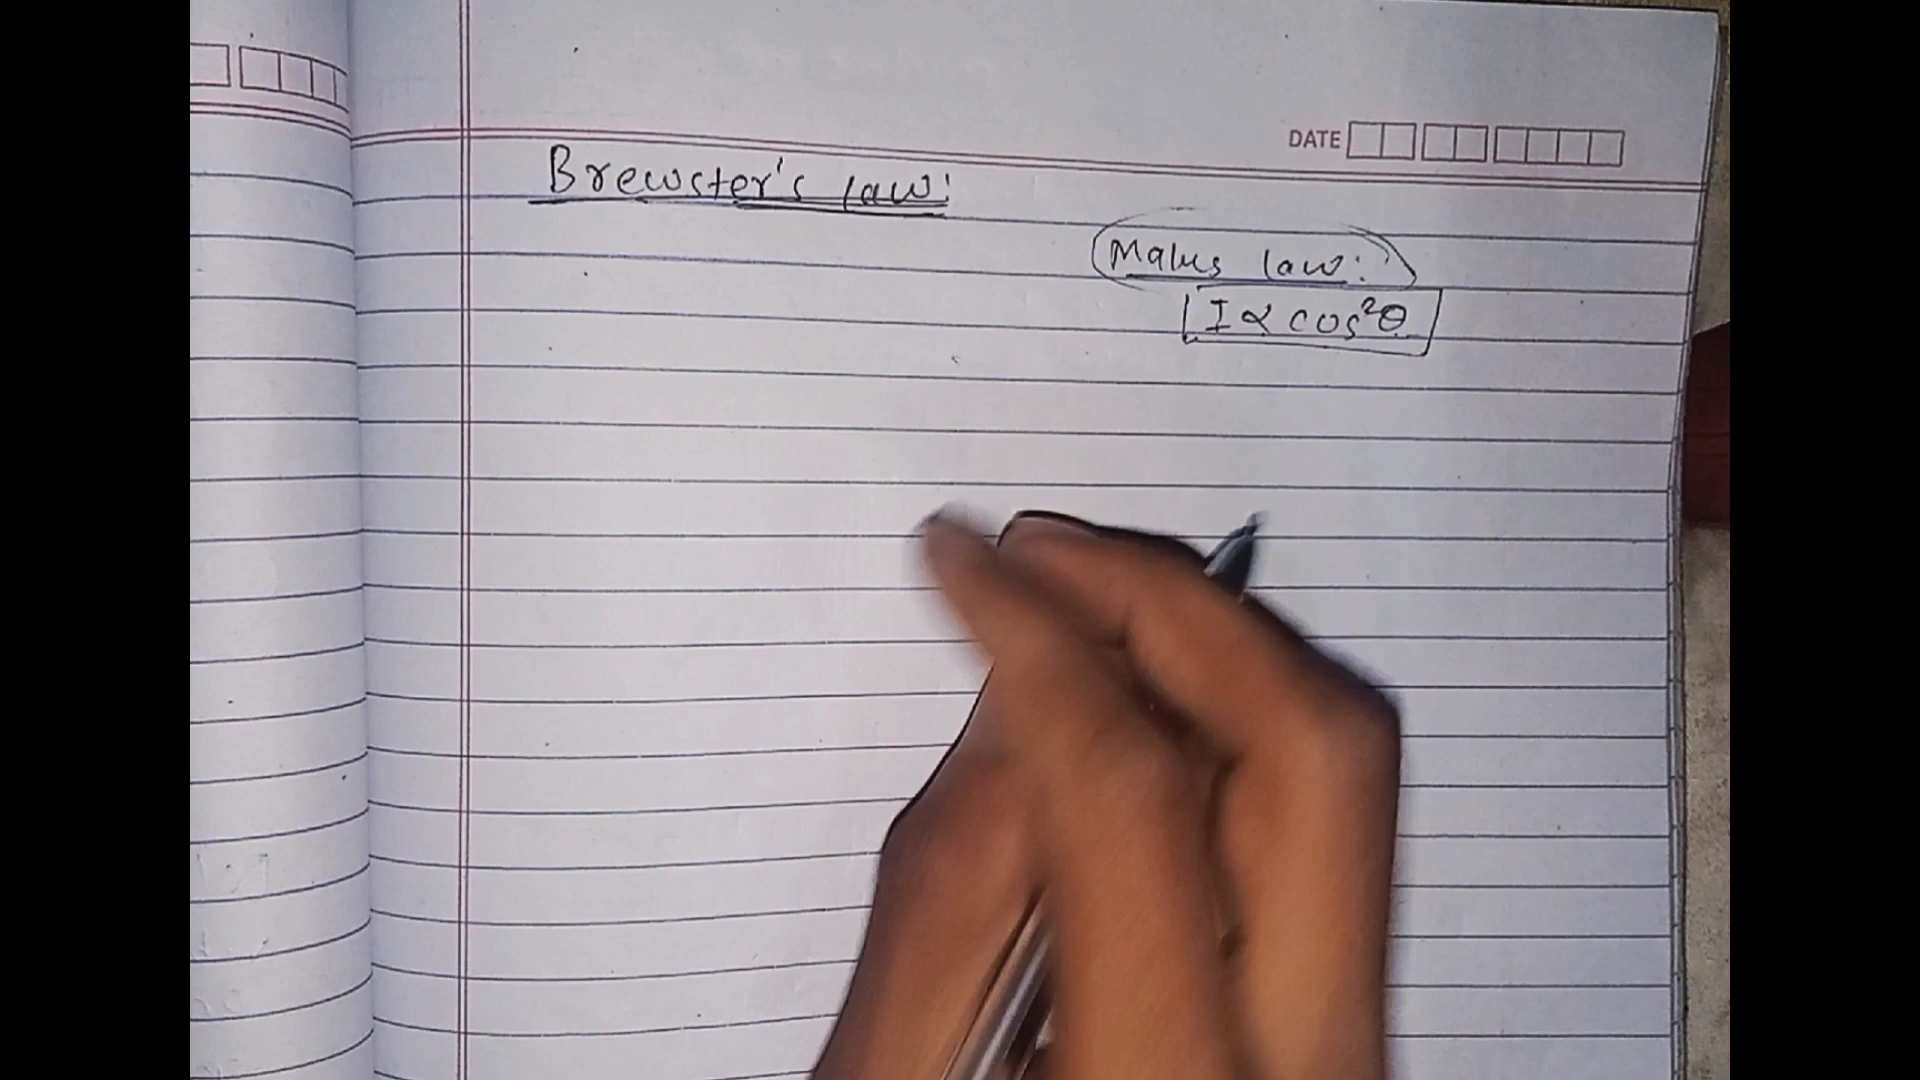 DATE
Brewster's law:
Malus law:
I ∝ cos²θ